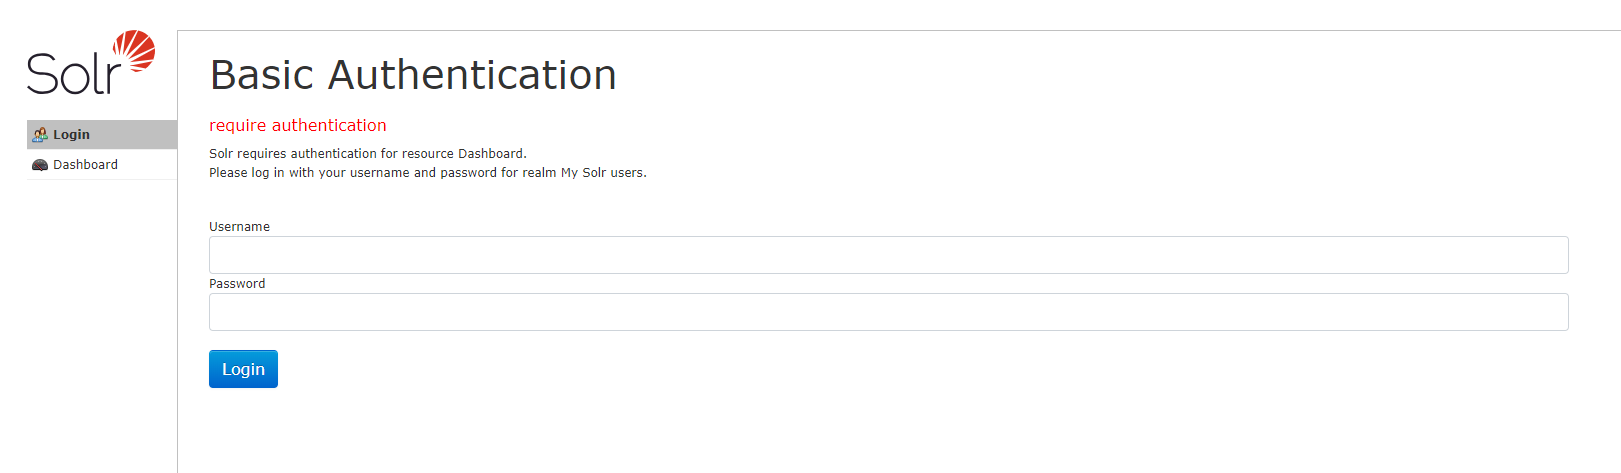 Solr
Login
Dashboard
Basic Authentication
require authentication
Solr requires authentication for resource Dashboard.
Please log in with your username and password for realm My Solr users.
Username
Password
Login